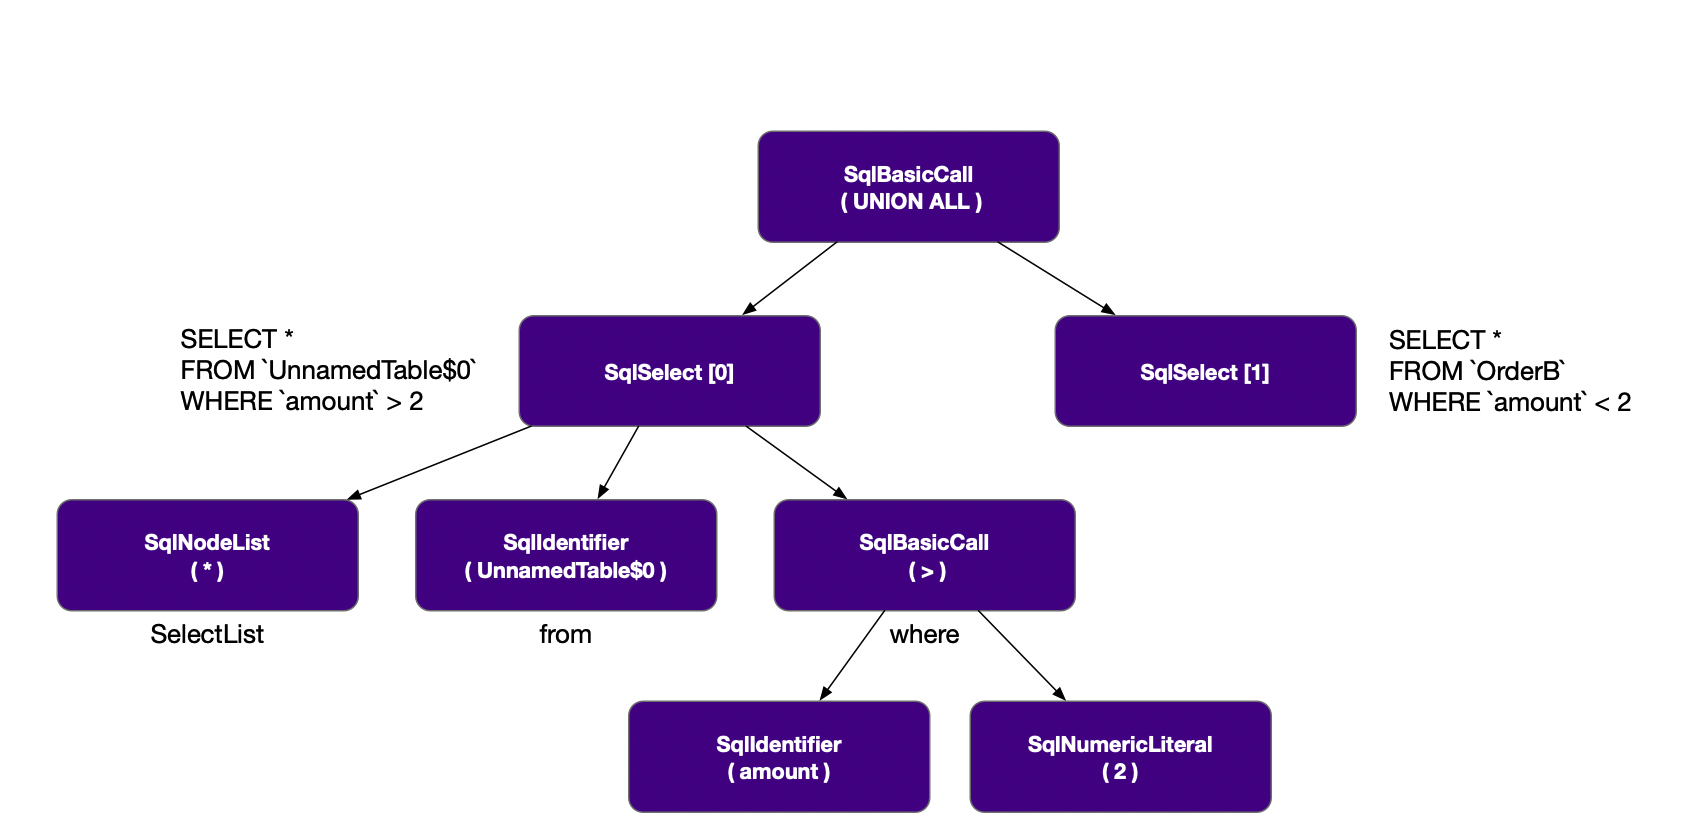 SqlBasicCall
( UNION ALL )
SELECT *
FROM `UnnamedTable$0`
WHERE `amount` > 2
SqlSelect [0]
SqlSelect [1]
SELECT *
FROM `OrderB`
WHERE `amount` < 2
SqlNodeList
( * )
SqlIdentifier
( UnnamedTable$0 )
SqlBasicCall
( > )
SelectList
from
where
SqlIdentifier
( amount )
SqlNumericLiteral
( 2 )